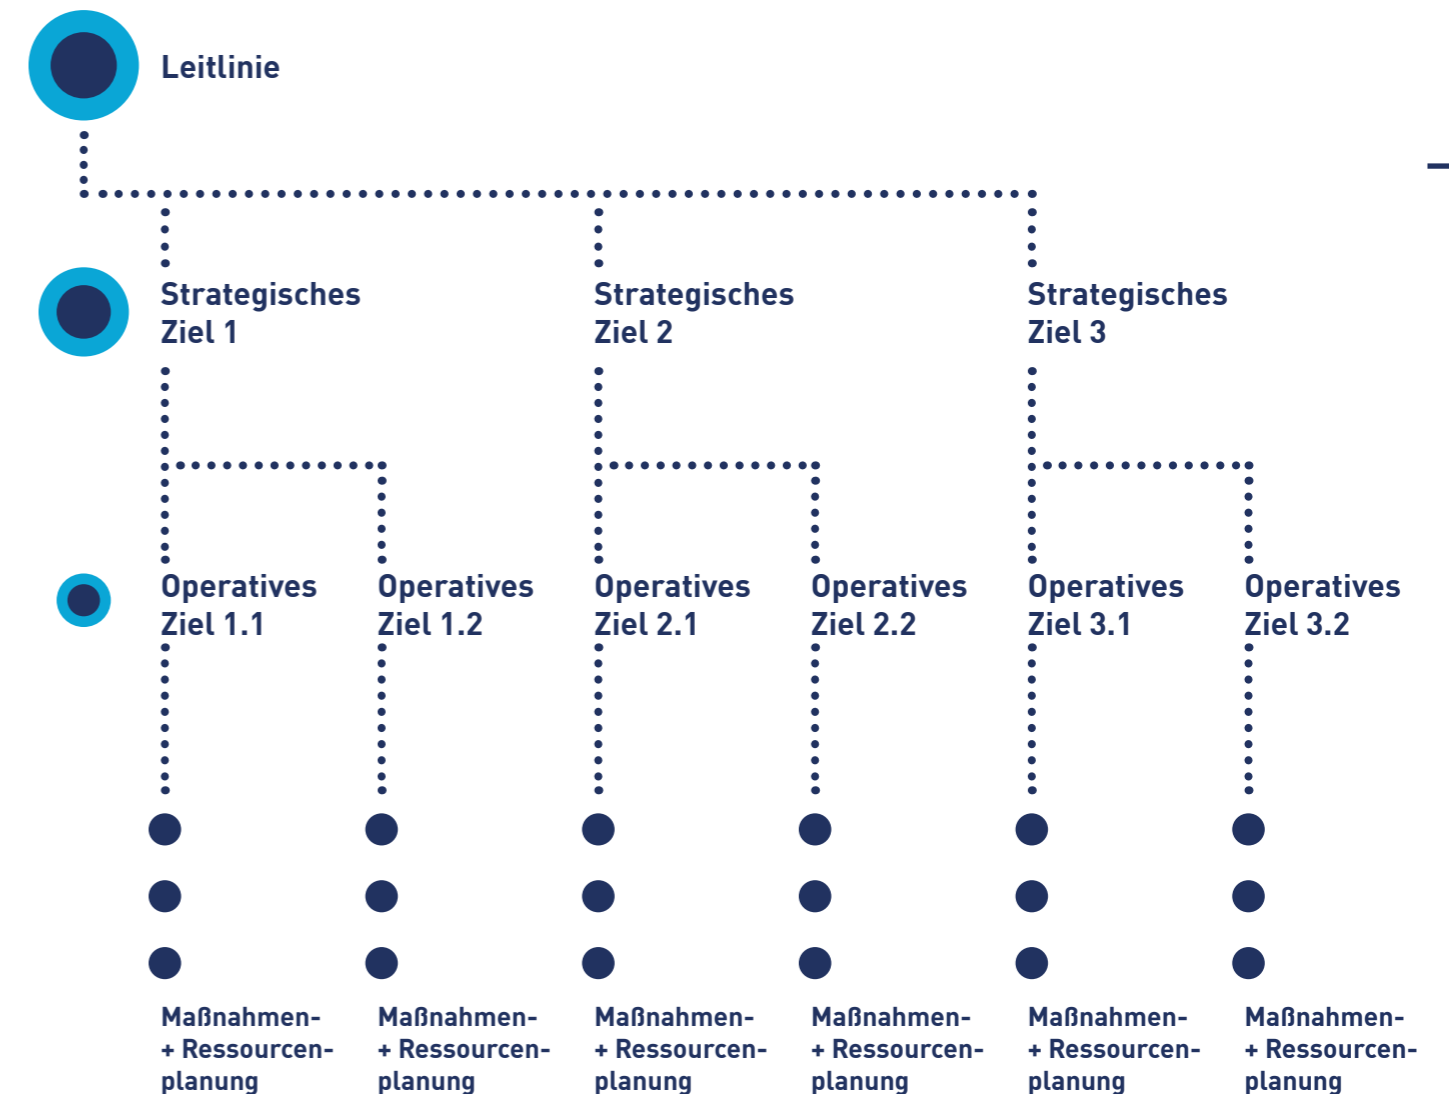 Leitlinie
Strategisches
Ziel 1
Strategisches
Ziel 2
Strategisches
Ziel 3
Operatives
Ziel 1.1
Operatives
Ziel 1.2
Operatives
Ziel 2.1
Operatives
Ziel 2.2
Operatives
Ziel 3.1
Operatives
Ziel 3.2
Maßnahmen-
+ Ressourcen-
planung
Maßnahmen-
+ Ressourcen-
planung
Maßnahmen-
+ Ressourcen-
planung
Maßnahmen-
+ Ressourcen-
planung
Maßnahmen-
+ Ressourcen-
planung
Maßnahmen-
+ Ressourcen-
planung